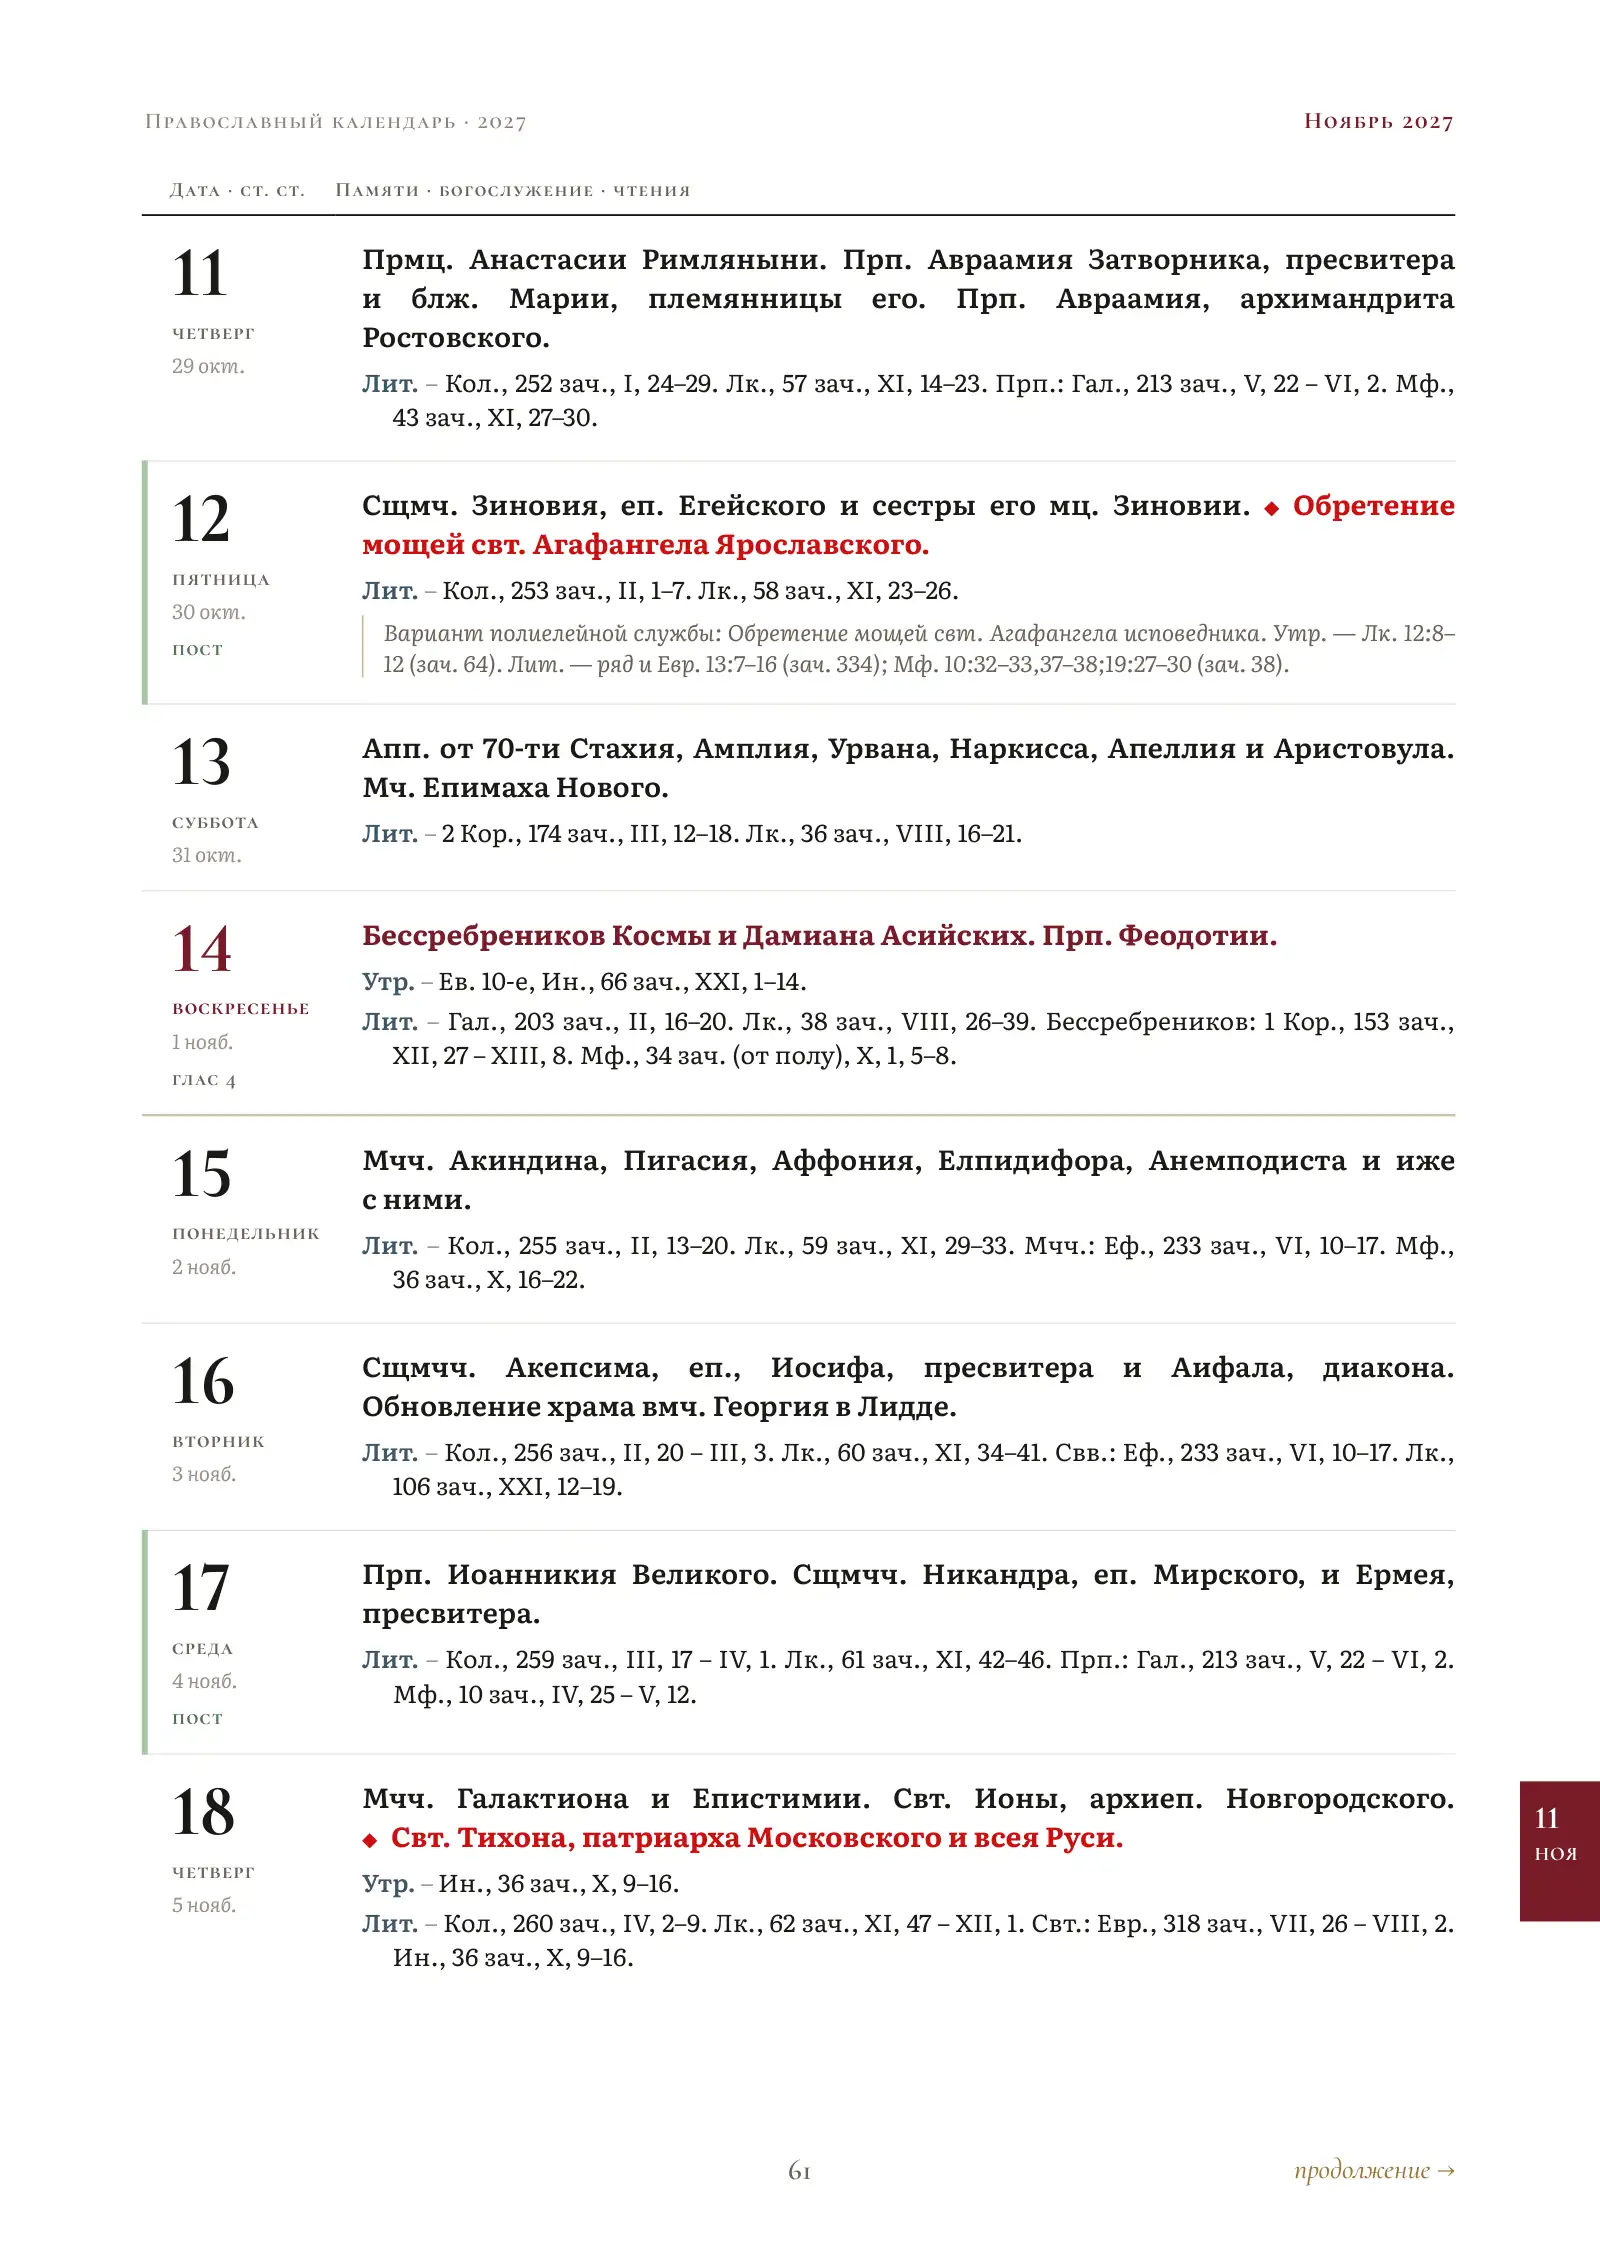 Православный календарь · 2027
Ноябрь 2027
Дата · ст. ст. Памяти · богослужение · чтения
11
четверг
29 окт.
Прмц. Анастасии Римляныни. Прп. Авраамия Затворника, пресвитера
и блж. Марии, племянницы его. Прп. Авраамия, архимандрита
Ростовского.
Лит. – Кол., 252 зач., I, 24–29. Лк., 57 зач., XI, 14–23. Прп.: Гал., 213 зач., V, 22 – VI, 2. Мф.,
43 зач., XI, 27–30.
12
пятница
30 окт.
пост
Сщмч. Зиновия, еп. Егейского и сестры его мц. Зиновии. ◆ Обретение
мощей свт. Агафангела Ярославского.
Лит. – Кол., 253 зач., II, 1–7. Лк., 58 зач., XI, 23–26.
Вариант полиелейной службы: Обретение мощей свт. Агафангела исповедника. Утр. — Лк. 12:8–
12 (зач. 64). Лит. — ряд и Евр. 13:7–16 (зач. 334); Мф. 10:32–33,37–38;19:27–30 (зач. 38).
13
суббота
31 окт.
Апп. от 70-ти Стахия, Амплия, Урвана, Наркисса, Апеллия и Аристовула.
Мч. Епимаха Нового.
Лит. – 2 Кор., 174 зач., III, 12–18. Лк., 36 зач., VIII, 16–21.
14
воскресенье
1 нояб.
глас 4
Бессребреников Космы и Дамиана Асийских. Прп. Феодотии.
Утр. – Ев. 10-е, Ин., 66 зач., XXI, 1–14.
Лит. – Гал., 203 зач., II, 16–20. Лк., 38 зач., VIII, 26–39. Бессребреников: 1 Кор., 153 зач.,
XII, 27 – XIII, 8. Мф., 34 зач. (от полу), X, 1, 5–8.
15
понедельник
2 нояб.
Мчч. Акиндина, Пигасия, Аффония, Елпидифора, Анемподиста и иже
с ними.
Лит. – Кол., 255 зач., II, 13–20. Лк., 59 зач., XI, 29–33. Мчч.: Еф., 233 зач., VI, 10–17. Мф.,
36 зач., X, 16–22.
16
вторник
3 нояб.
Сщмчч. Акепсима, еп., Иосифа, пресвитера и Аифала, диакона.
Обновление храма вмч. Георгия в Лидде.
Лит. – Кол., 256 зач., II, 20 – III, 3. Лк., 60 зач., XI, 34–41. Свв.: Еф., 233 зач., VI, 10–17. Лк.,
106 зач., XXI, 12–19.
17
среда
4 нояб.
пост
Прп. Иоанникия Великого. Сщмчч. Никандра, еп. Мирского, и Ермея,
пресвитера.
Лит. – Кол., 259 зач., III, 17 – IV, 1. Лк., 61 зач., XI, 42–46. Прп.: Гал., 213 зач., V, 22 – VI, 2.
Мф., 10 зач., IV, 25 – V, 12.
18
четверг
5 нояб.
Мчч. Галактиона и Епистимии. Свт. Ионы, архиеп. Новгородского.
◆ Свт. Тихона, патриарха Московского и всея Руси.
Утр. – Ин., 36 зач., X, 9–16.
Лит. – Кол., 260 зач., IV, 2–9. Лк., 62 зач., XI, 47 – XII, 1. Свт.: Евр., 318 зач., VII, 26 – VIII, 2.
Ин., 36 зач., X, 9–16.
11
ноя
61
продолжение →